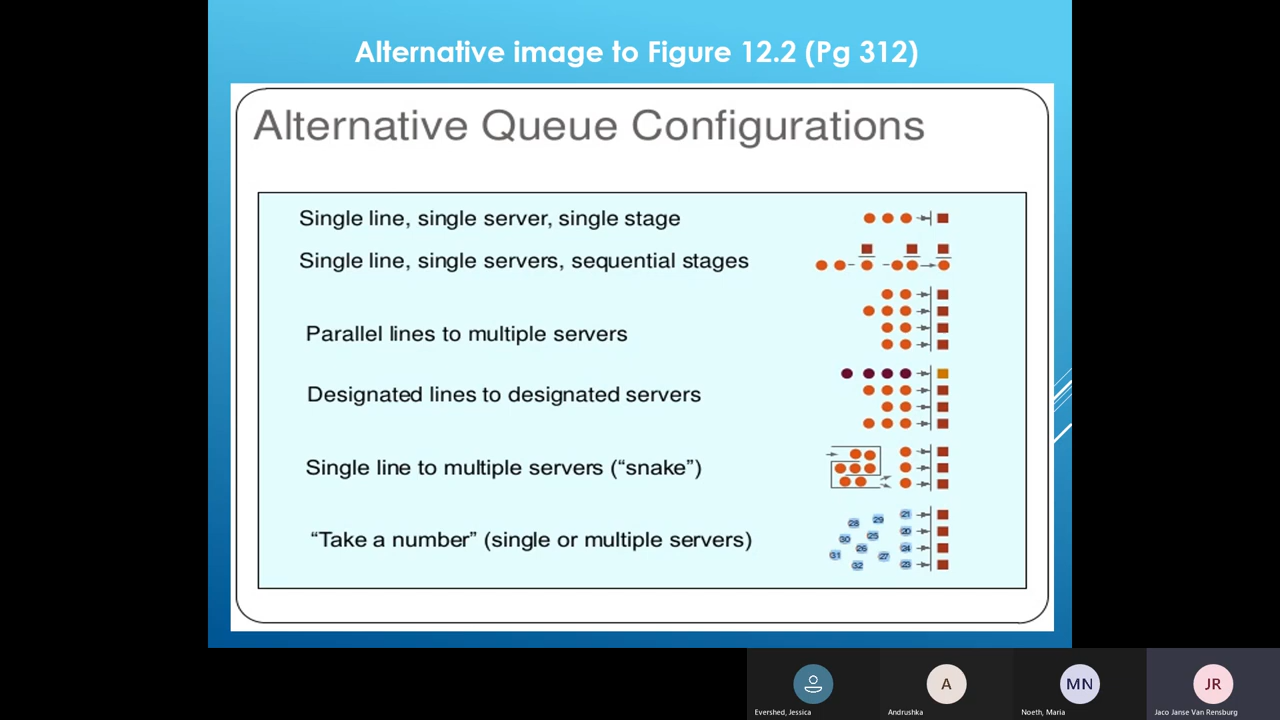 Alternative image to Figure 12.2 (Pg 312)
Alternative Queue Configurations
Single line, single server, single stage
Single line, single servers, sequential stages
Parallel lines to multiple servers
Designated lines to designated servers
Single line to multiple servers (“snake”)
“Take a number” (single or multiple servers)
28 29 21
30 25 20
31 26 27 24
32 23
A MN JR
Evershed, Jessica Andrushka Noeth, Maria Jaco Janse Van Rensburg